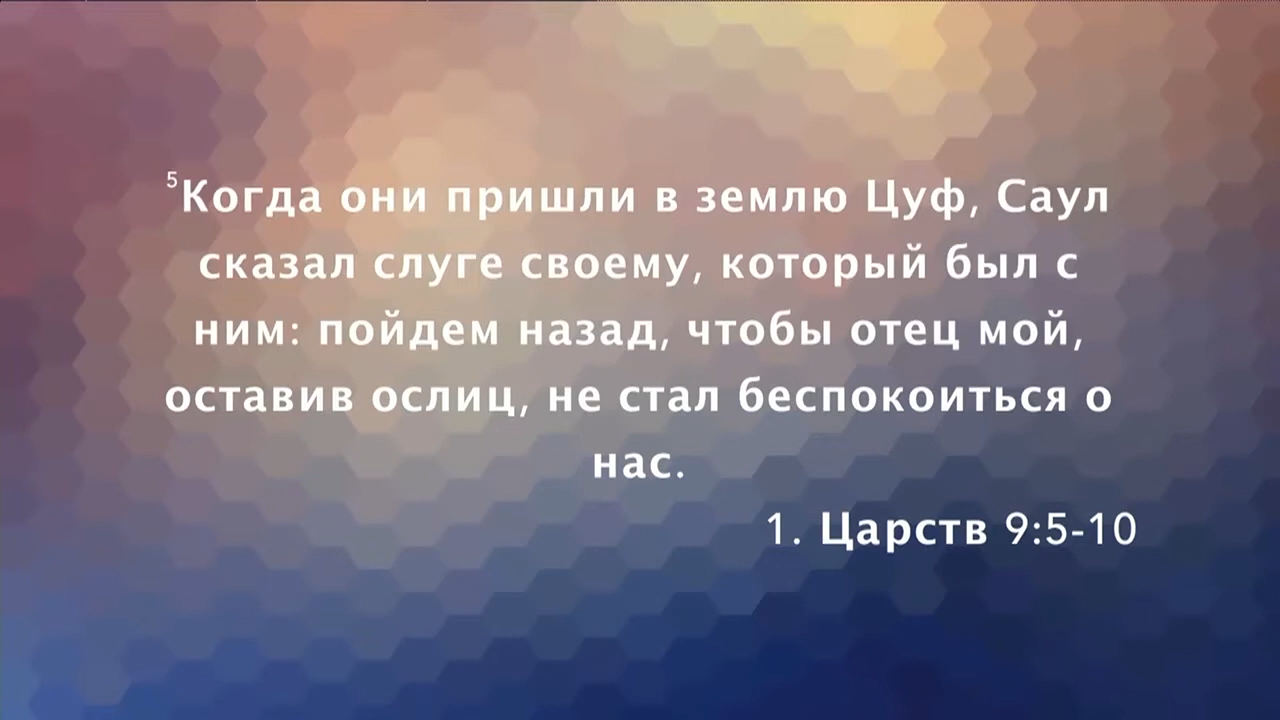 ⁵Когда они пришли в землю Цуф, Саул
сказал слуге своему, который был с
ним: пойдем назад, чтобы отец мой,
оставив ослиц, не стал беспокоиться о
нас.
1. Царств 9:5-10